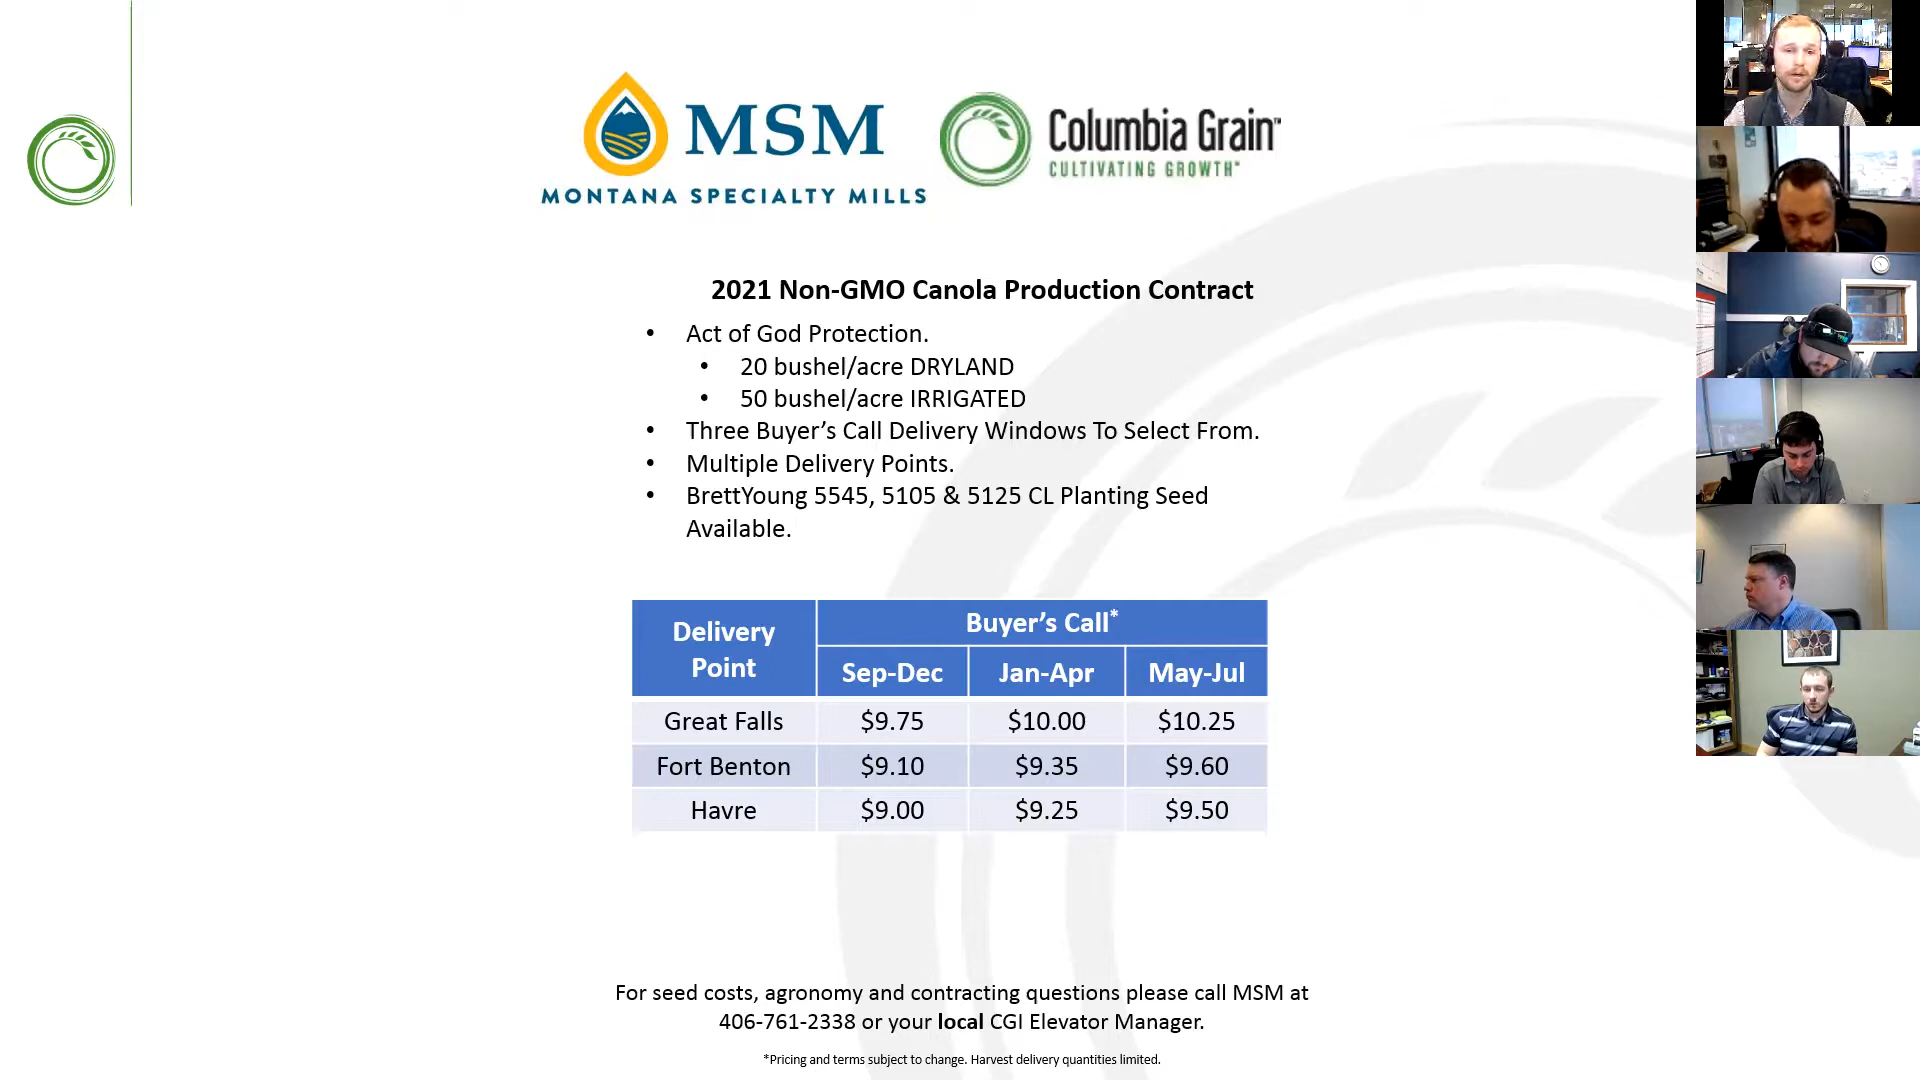 MSM
MONTANA SPECIALTY MILLS
Columbia Grain™
CULTIVATING GROWTH™
2021 Non-GMO Canola Production Contract
• Act of God Protection.
• 20 bushel/acre DRYLAND
• 50 bushel/acre IRRIGATED
• Three Buyer’s Call Delivery Windows To Select From.
• Multiple Delivery Points.
• BrettYoung 5545, 5105 & 5125 CL Planting Seed
Available.
Delivery Point Buyer’s Call*
Sep-Dec Jan-Apr May-Jul
Great Falls $9.75 $10.00 $10.25
Fort Benton $9.10 $9.35 $9.60
Havre $9.00 $9.25 $9.50
For seed costs, agronomy and contracting questions please call MSM at
406-761-2338 or your local CGI Elevator Manager.
*Pricing and terms subject to change. Harvest delivery quantities limited.